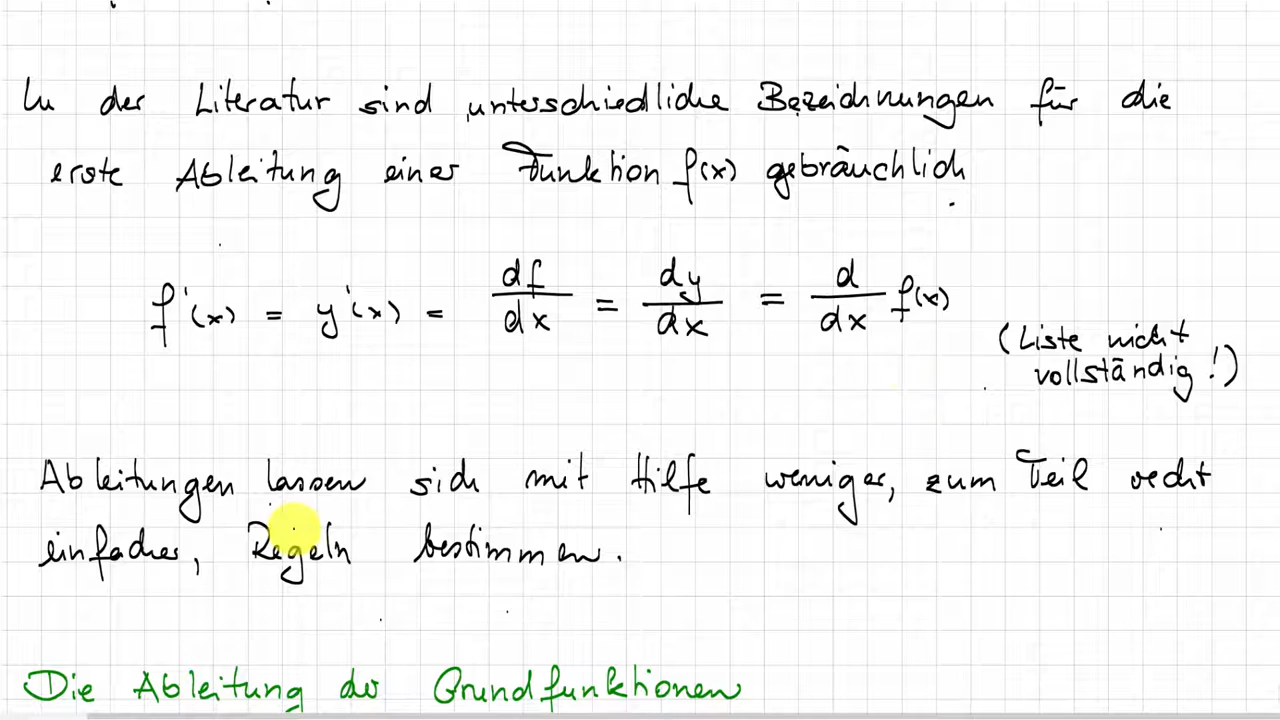 In der Literatur sind unterschiedliche Bezeichnungen für die
erste Ableitung einer Funktion f(x) gebräuchlich.
f'(x) = y'(x) = df/dx = dy/dx = d/dx f(x)
(Liste nicht
vollständig!)
Ableitungen lassen sich mit Hilfe weniger, zum Teil recht
einfacher, Regeln bestimmen.
Die Ableitung der Grundfunktionen